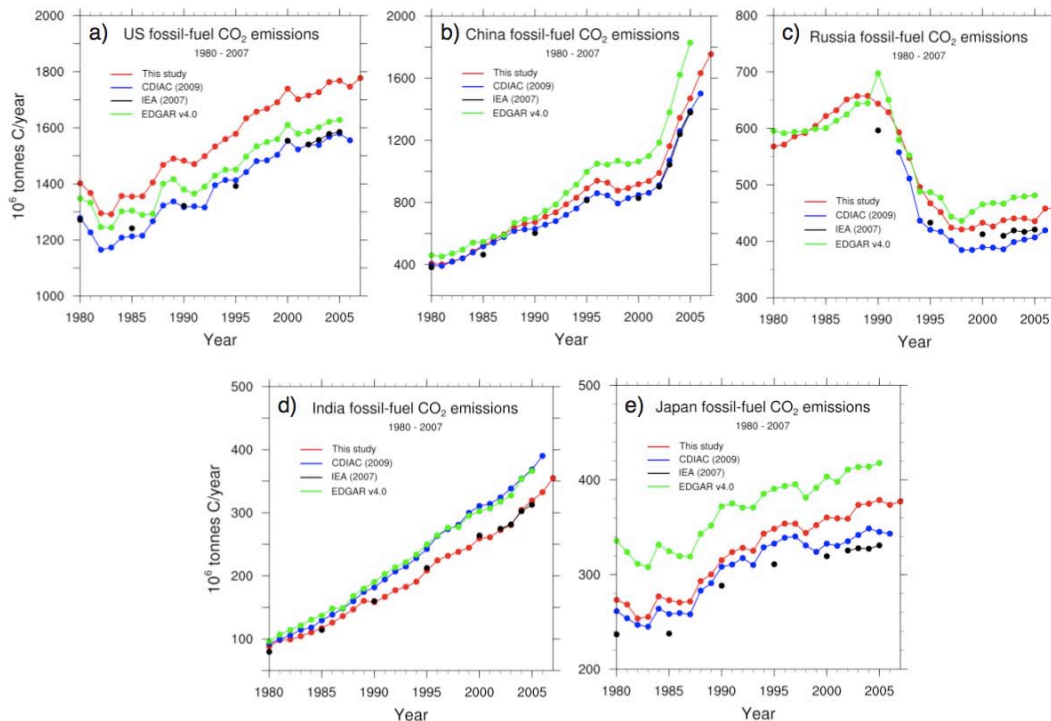 a) US fossil-fuel CO₂ emissions
1980 - 2007
This study
CDIAC (2009)
IEA (2007)
EDGAR v4.0
2000
1800
1600
1400
1200
1000
10⁶ tonnes C/year
1980 1985 1990 1995 2000 2005
Year
b) China fossil-fuel CO₂ emissions
1980 - 2007
This study
CDIAC (2009)
IEA (2007)
EDGAR v4.0
2000
1600
1200
800
400
1980 1985 1990 1995 2000 2005
Year
c) Russia fossil-fuel CO₂ emissions
1980 - 2007
This study
CDIAC (2009)
IEA (2007)
EDGAR v4.0
800
700
600
500
400
300
1980 1985 1990 1995 2000 2005
Year
d) India fossil-fuel CO₂ emissions
1980 - 2007
This study
CDIAC (2009)
IEA (2007)
EDGAR v4.0
500
400
300
200
100
10⁶ tonnes C/year
1980 1985 1990 1995 2000 2005
Year
e) Japan fossil-fuel CO₂ emissions
1980 - 2007
This study
CDIAC (2009)
IEA (2007)
EDGAR v4.0
500
400
300
200
1980 1985 1990 1995 2000 2005
Year